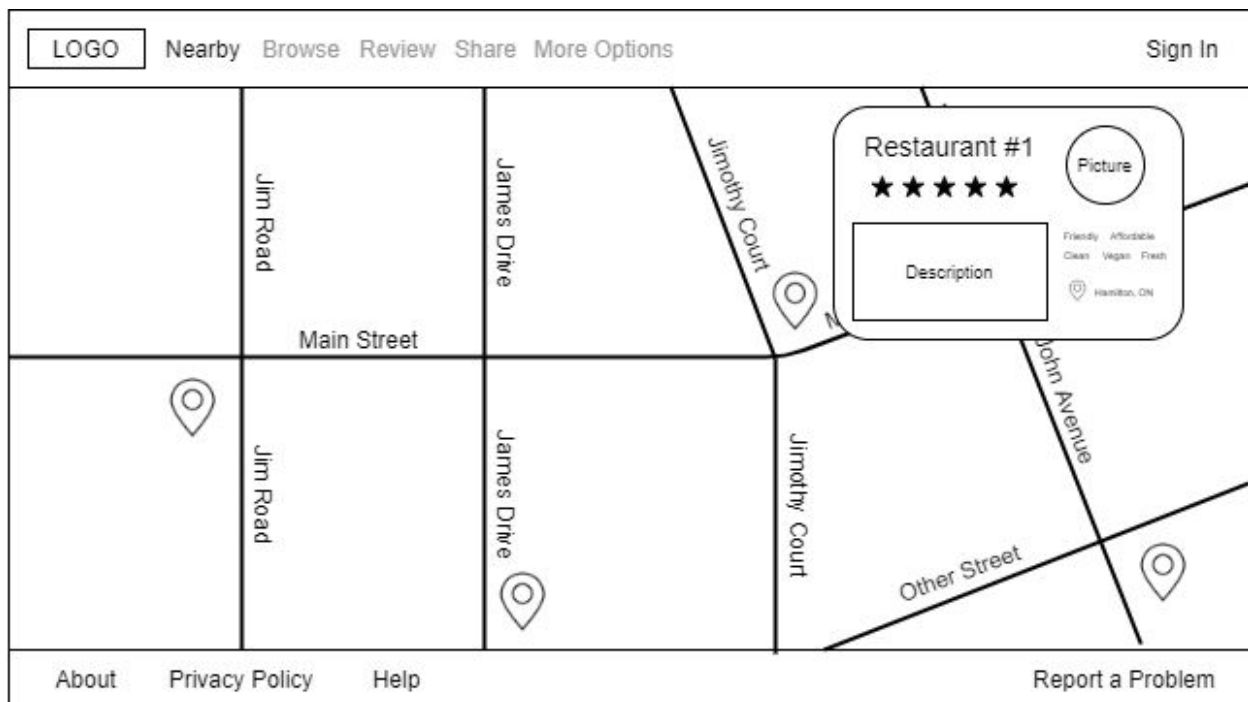 LOGO Nearby Browse Review Share More Options Sign In
Jim Road
James Drive
Jimothy Court
Restaurant #1
Picture
Description
Friendly Affordable
Clean Vegan Fresh
Hamilton, ON
Main Street
John Avenue
Jim Road
James Drive
Jimothy Court
Other Street
About Privacy Policy Help Report a Problem